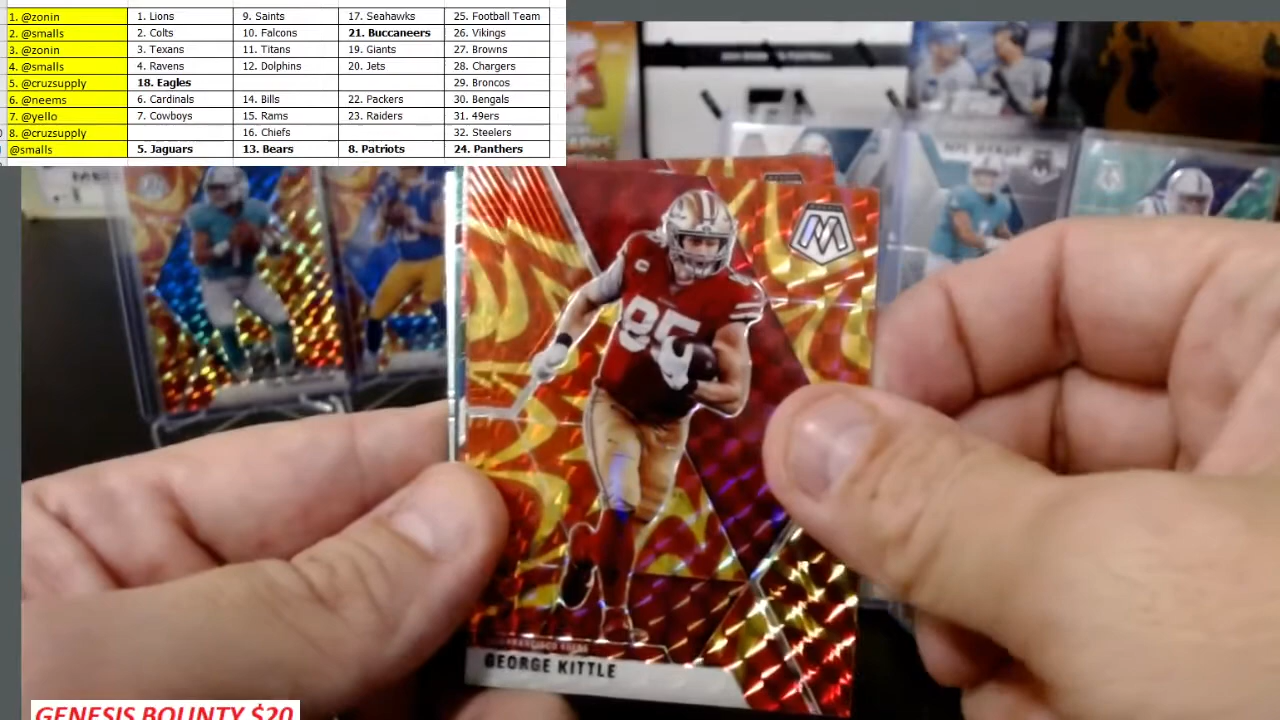 1. @zonin 1. Lions 9. Saints 17. Seahawks 25. Football Team
2. @smalls 2. Colts 10. Falcons 21. Buccaneers 26. Vikings
3. @zonin 3. Texans 11. Titans 19. Giants 27. Browns
4. @smalls 4. Ravens 12. Dolphins 20. Jets 28. Chargers
5. @cruzsupply 18. Eagles 29. Broncos
6. @neems 6. Cardinals 14. Bills 22. Packers 30. Bengals
7. @yello 7. Cowboys 15. Rams 23. Raiders 31. 49ers
8. @cruzsupply 16. Chiefs 32. Steelers
@smalls 5. Jaguars 13. Bears 8. Patriots 24. Panthers
85
GEORGE KITTLE
GENESIS BOUNTY $20